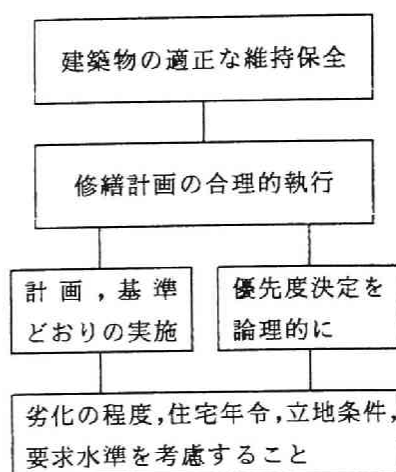 建築物の適正な維持保全
修繕計画の合理的執行
計画，基準
どおりの実施
優先度決定を
論理的に
劣化の程度，住宅年令，立地条件，
要求水準を考慮すること